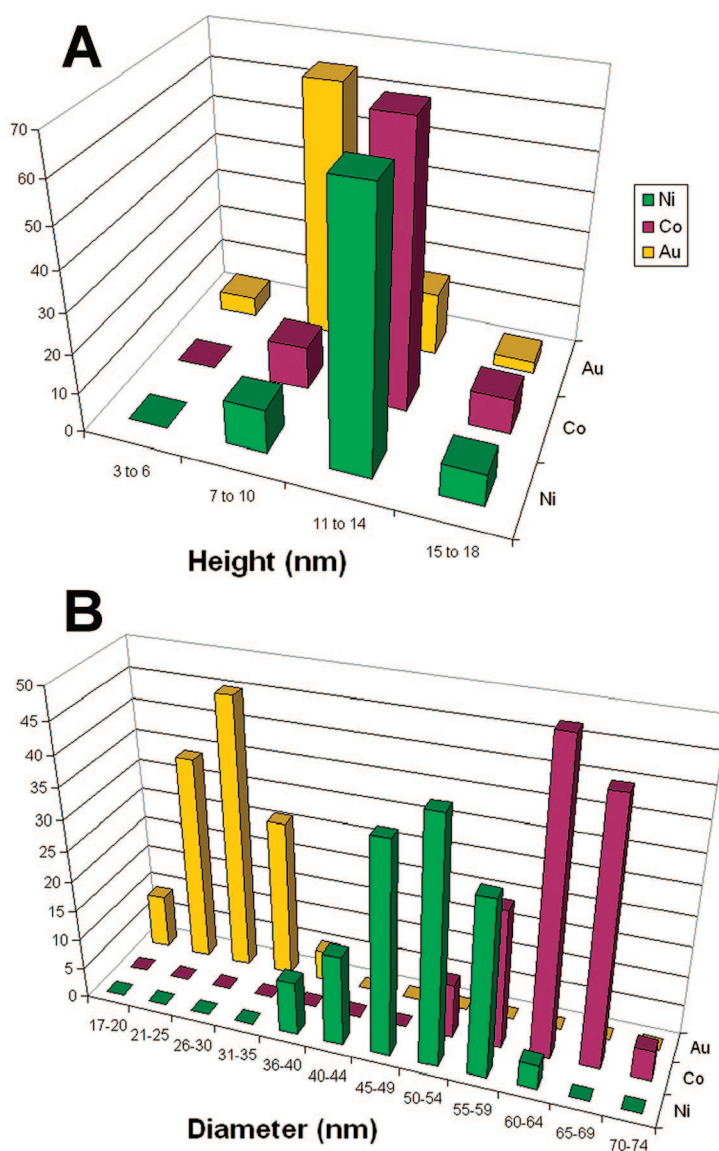 A
70
60
50
40
30
20
10
0
3 to 6
7 to 10
11 to 14
15 to 18
Height (nm)
Ni
Co
Au
Au
Co
Ni
B
50
45
40
35
30
25
20
15
10
5
0
17-20
21-25
26-30
31-35
36-40
40-44
45-49
50-54
55-59
60-64
65-69
70-74
Diameter (nm)
Au
Co
Ni